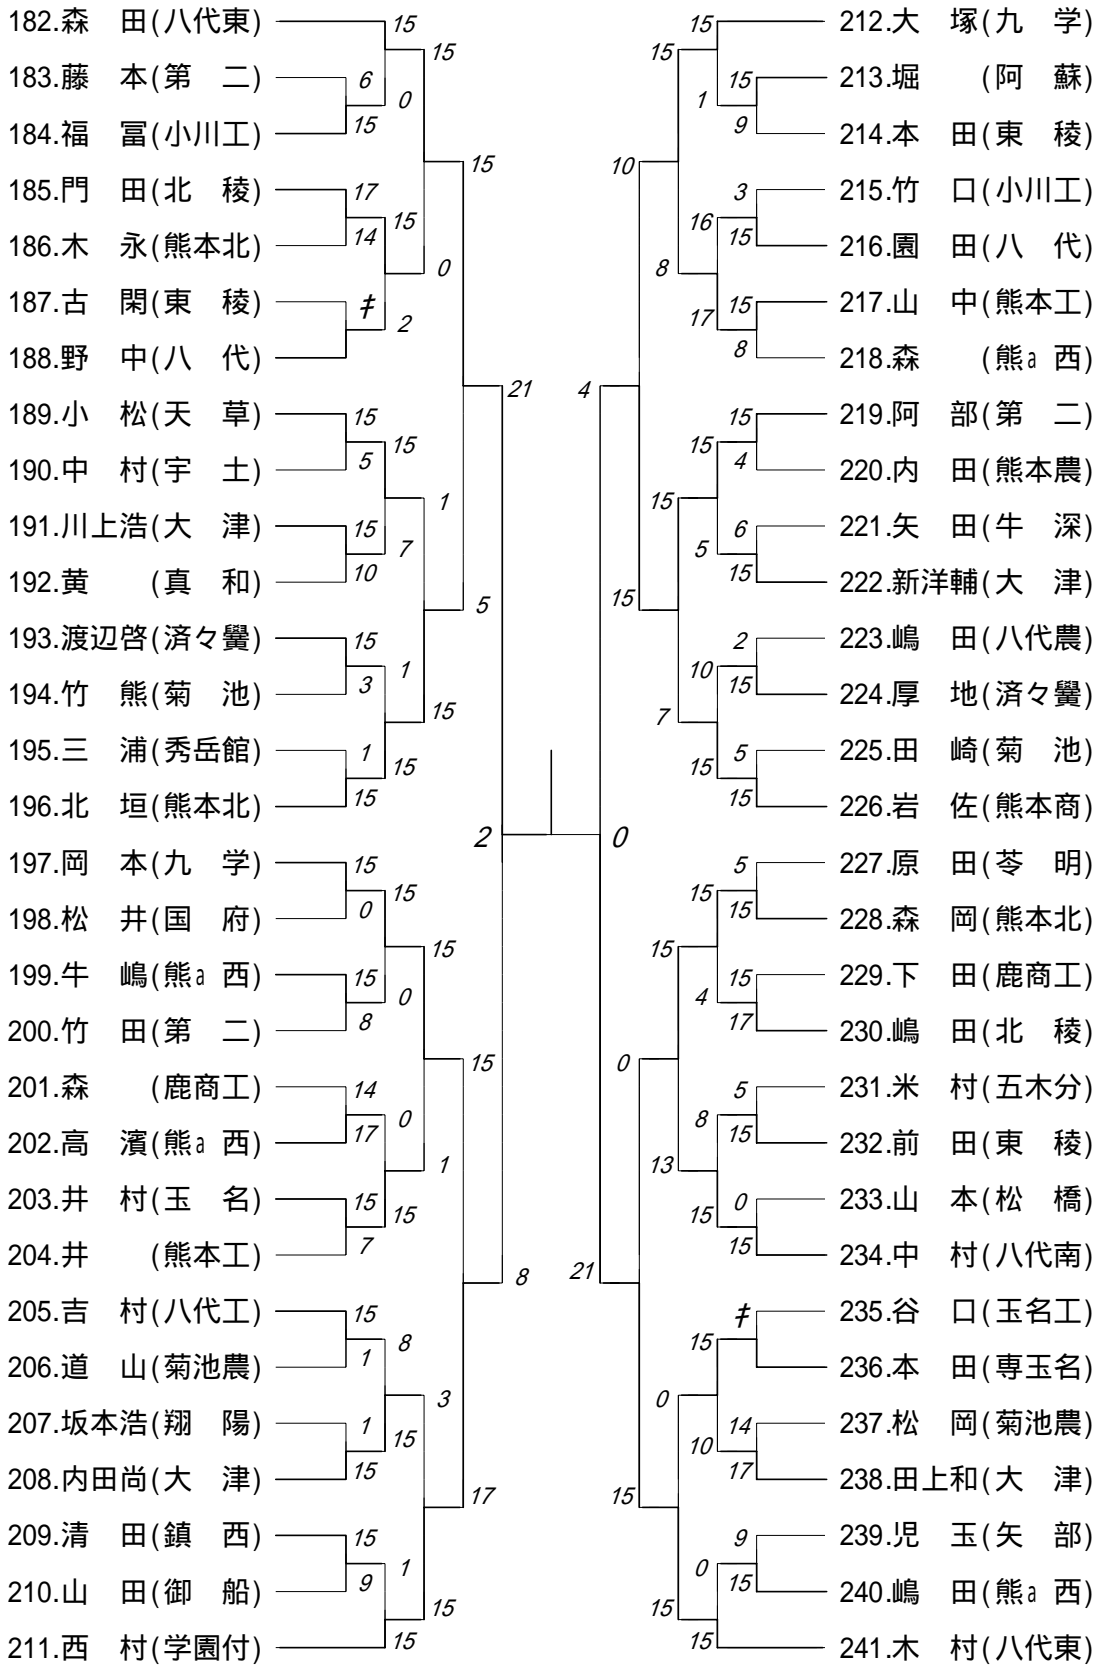 182.森　田(八代東)
15
15
183.藤　本(第　二)
6
0
184.福　冨(小川工)
15
15
185.門　田(北　稜)
17
15
186.木　永(熊本北)
14
0
187.古　閑(東　稜)
キ
2
188.野　中(八　代)
21
189.小　松(天　草)
15
15
190.中　村(宇　土)
5
1
191.川上浩(大　津)
15
7
192.黄　　(真　和)
10
5
193.渡辺啓(済々黌)
15
1
194.竹　熊(菊　池)
3
15
195.三　浦(秀岳館)
1
15
196.北　垣(熊本北)
15
2
197.岡　本(九　学)
15
15
198.松　井(国　府)
0
15
199.牛　嶋(熊a 西)
15
0
200.竹　田(第　二)
8
15
201.森　　(鹿商工)
14
0
202.高　濱(熊a 西)
17
1
203.井　村(玉　名)
15
15
204.井　　(熊本工)
7
8
205.吉　村(八代工)
15
8
206.道　山(菊池農)
1
3
207.坂本浩(翔　陽)
1
15
208.内田尚(大　津)
15
17
209.清　田(鎮　西)
15
1
210.山　田(御　船)
9
15
211.西　村(学園付)
15
15
212.大　塚(九　学)
15
15
213.堀　　(阿　蘇)
1
9
214.本　田(東　稜)
10
3
215.竹　口(小川工)
16
15
216.園　田(八　代)
8
15
217.山　中(熊本工)
17
8
218.森　　(熊a 西)
4
15
219.阿　部(第　二)
15
4
220.内　田(熊本農)
15
6
221.矢　田(牛　深)
5
15
222.新洋輔(大　津)
15
2
223.嶋　田(八代農)
10
15
224.厚　地(済々黌)
7
5
225.田　崎(菊　池)
15
15
226.岩　佐(熊本商)
0
5
227.原　田(苓　明)
15
15
228.森　岡(熊本北)
15
15
229.下　田(鹿商工)
4
17
230.嶋　田(北　稜)
0
5
231.米　村(五木分)
8
15
232.前　田(東　稜)
13
0
233.山　本(松　橋)
15
15
234.中　村(八代南)
21
キ
235.谷　口(玉名工)
15
236.本　田(専玉名)
0
14
237.松　岡(菊池農)
10
17
238.田上和(大　津)
15
9
239.児　玉(矢　部)
0
15
240.嶋　田(熊a 西)
15
15
241.木　村(八代東)